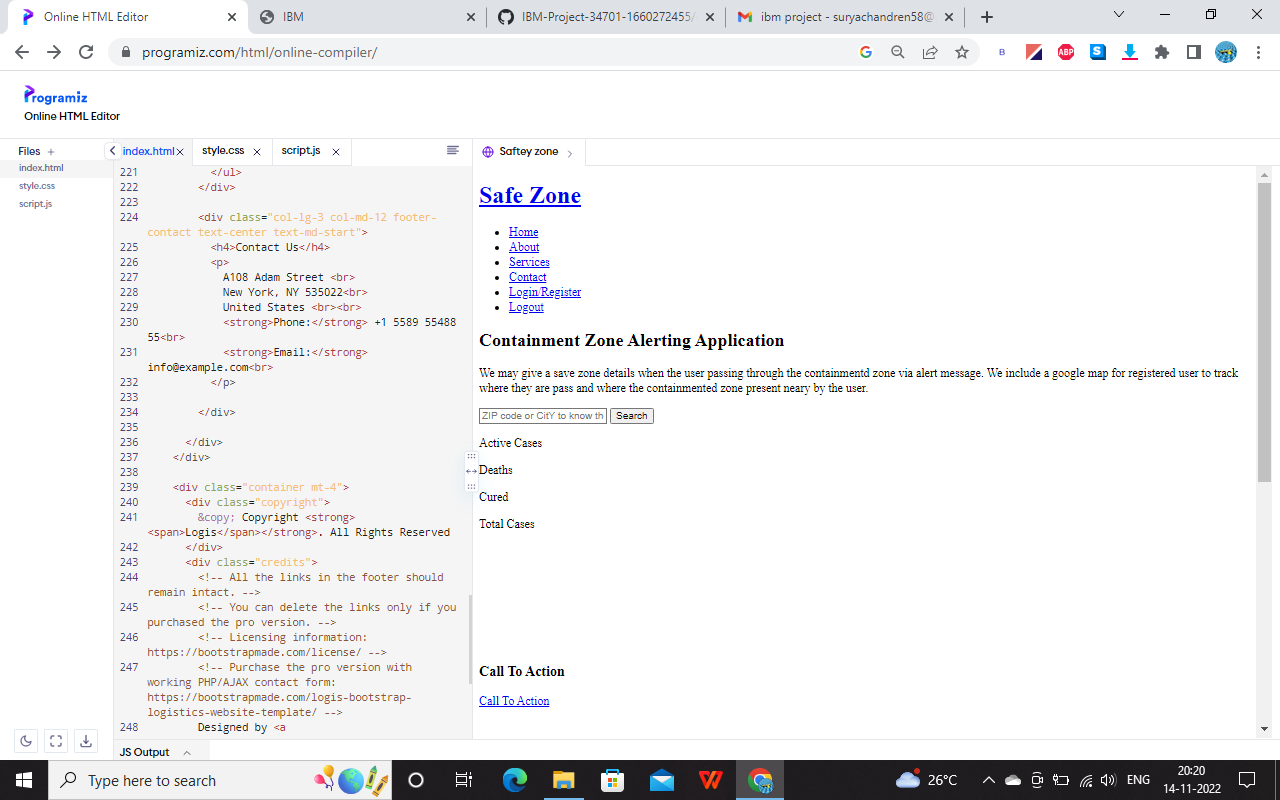 Online HTML Editor
IBM
IBM-Project-34701-1660272455/
ibm project - suryachandren58@
programiz.com/html/online-compiler/
B
ABP
S
Programiz
Online HTML Editor
Files +
index.html
style.css
script.js
index.html
style.css
script.js
Saftey zone
221 </ul>
222 </div>
223
224 <div class="col-lg-3 col-md-12 footer-
contact text-center text-md-start">
225 <h4>Contact Us</h4>
226 <p>
227 A108 Adam Street <br>
228 New York, NY 535022<br>
229 United States <br><br>
230 <strong>Phone:</strong> +1 5589 55488
55<br>
231 <strong>Email:</strong>
info@example.com<br>
232 </p>
233
234 </div>
235
236 </div>
237 </div>
238
239 <div class="container mt-4">
240 <div class="copyright">
241 &copy; Copyright <strong>
<span>Logis</span></strong>. All Rights Reserved
242 </div>
243 <div class="credits">
244 <!-- All the links in the footer should
remain intact. -->
245 <!-- You can delete the links only if you
purchased the pro version. -->
246 <!-- Licensing information:
https://bootstrapmade.com/license/ -->
247 <!-- Purchase the pro version with
working PHP/AJAX contact form:
https://bootstrapmade.com/logis-bootstrap-
logistics-website-template/ -->
248 Designed by <a
JS Output
Safe Zone
Home
About
Services
Contact
Login/Register
Logout
Containment Zone Alerting Application
We may give a save zone details when the user passing through the containmentd zone via alert message. We include a google map for registered user to track
where they are pass and where the containmented zone present neary by the user.
ZIP code or CitY to know th
Search
Active Cases
Deaths
Cured
Total Cases
Call To Action
Call To Action
Type here to search
26°C
ENG
20:20
14-11-2022